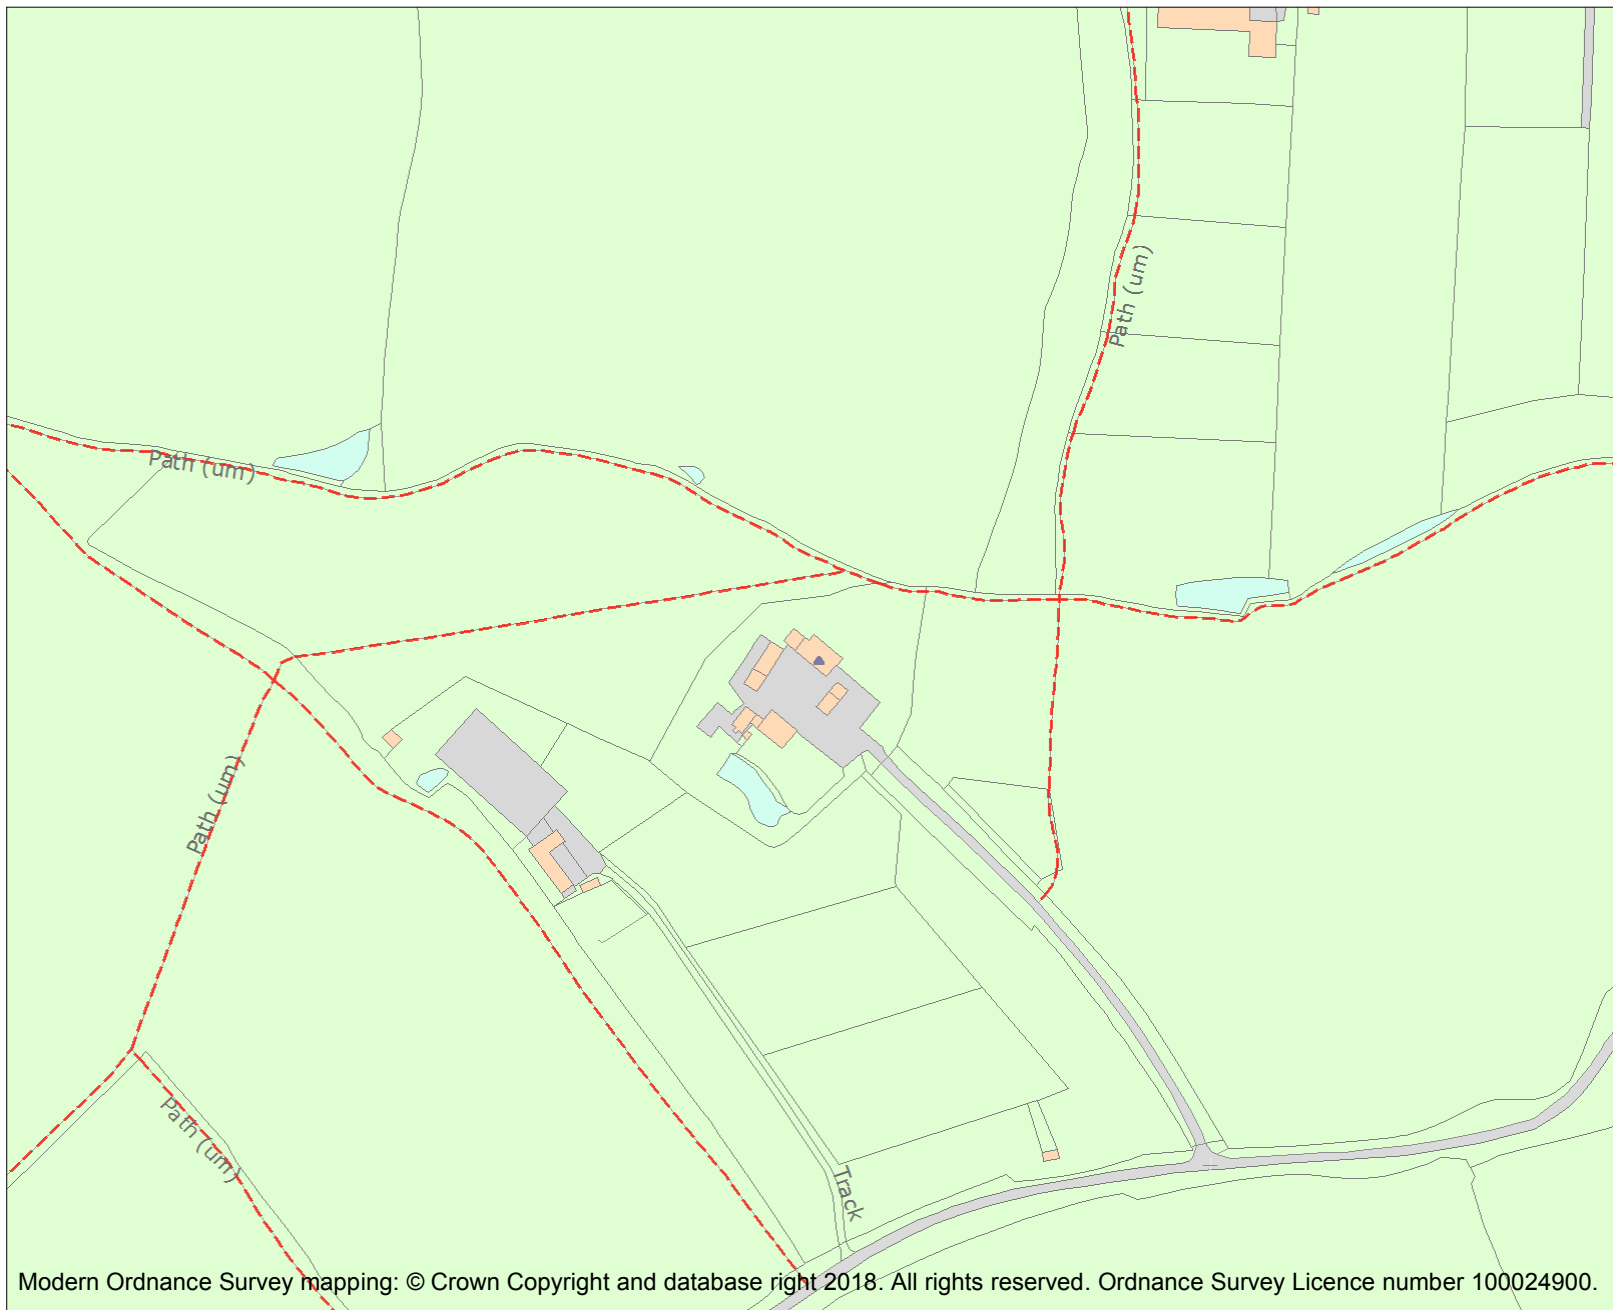 Path (um)
Path (um)
Path (um)
Path (um)
Track
Modern Ordnance Survey mapping: © Crown Copyright and database right 2018. All rights reserved. Ordnance Survey Licence number 100024900.